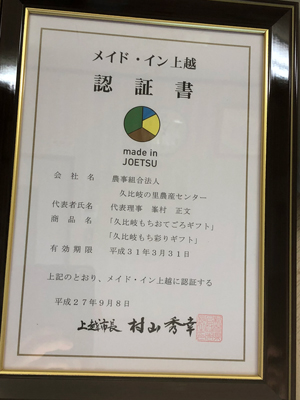 メイド・イン上越
認証書
made in
JOETSU
会社名 農事組合法人
久比岐の里農産センター
代表者氏名 代表理事 峯村 正文
商品名 「久比岐もちおてごろギフト」
「久比岐もち彩りギフト」
有効期限 平成31年3月31日
上記のとおり、メイド・イン上越に認証する
平成27年9月8日
上越市長 村山秀幸